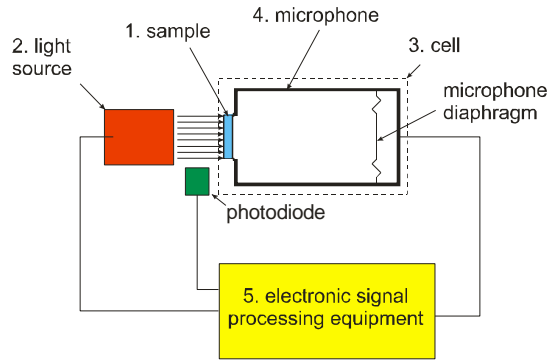 4. microphone
1. sample
2. light
source
3. cell
microphone
diaphragm
photodiode
5. electronic signal
processing equipment